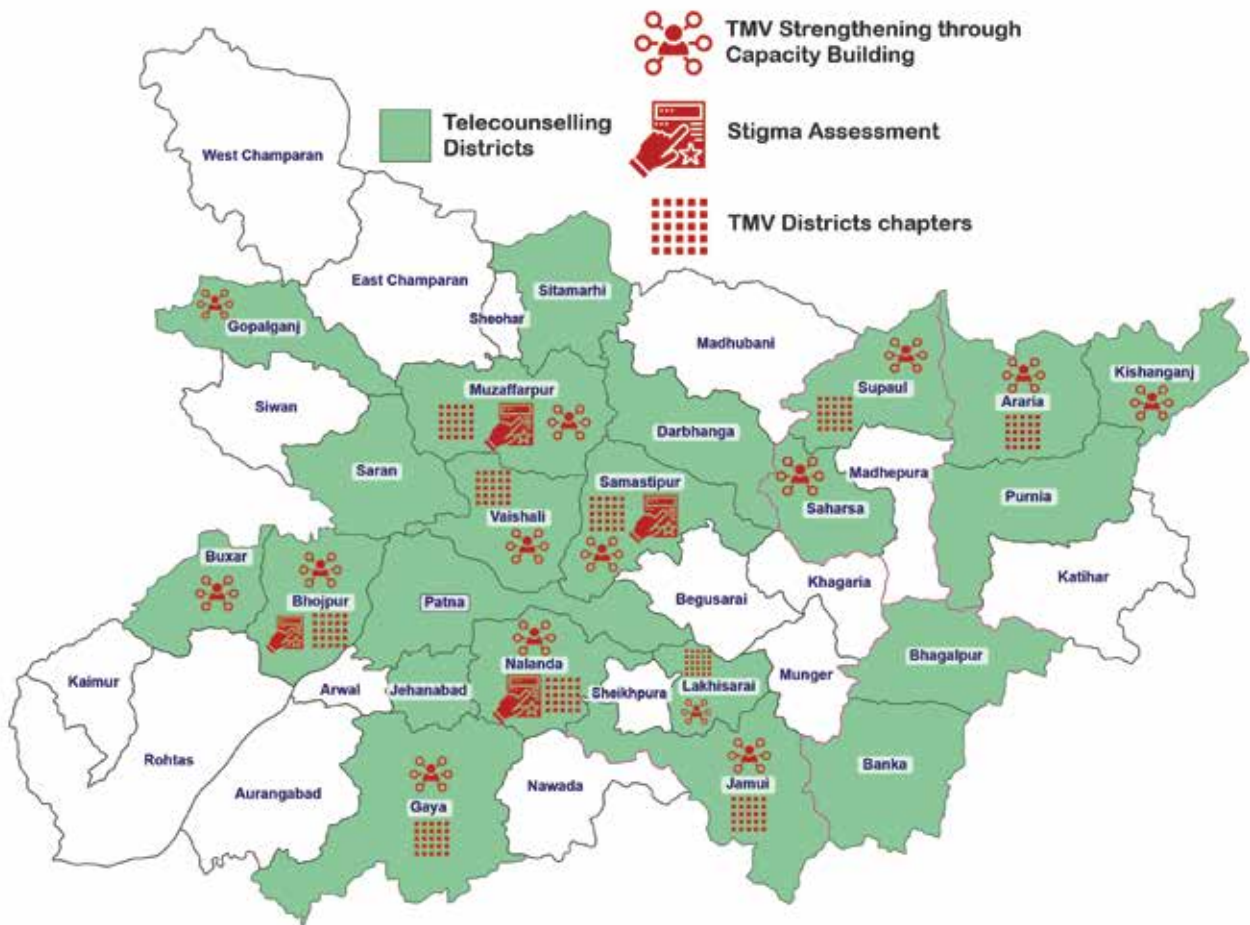 TMV Strengthening through
Capacity Building
Telecounselling
Districts
Stigma Assessment
TMV Districts chapters
West Champaran
East Champaran
Sheohar
Sitamarhi
Gopalganj
Madhubani
Siwan
Muzaffarpur
Darbhanga
Supaul
Araria
Kishanganj
Saran
Vaishali
Samastipur
Saharsa
Madhepura
Purnia
Buxar
Bhojpur
Patna
Begusarai
Khagaria
Katihar
Kaimur
Arwal
Jehanabad
Nalanda
Sheikhpura
Lakhisarai
Munger
Bhagalpur
Rohtas
Aurangabad
Gaya
Nawada
Jamui
Banka